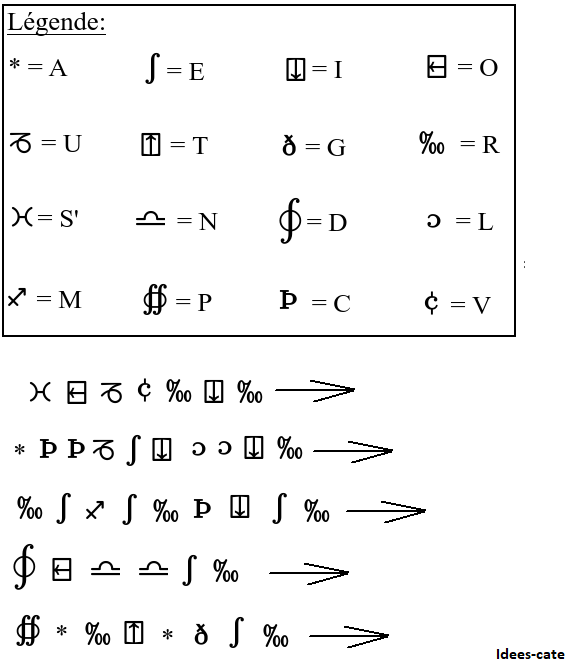 Légende:
* = A ʃ = E ⍗ = I ⍇ = O
♉ = U ⍐ = T ð = G ‰ = R
♓ = S' ♎ = N ∮ = D ɔ = L
♐ = M ∯ = P Þ = C ¢ = V
:
♓ ⍇ ♉ ¢ ‰ ⍗ ‰ →
* Þ Þ ♉ ʃ ⍗ ɔ ɔ ⍗ ‰ →
‰ ʃ ♐ ʃ ‰ Þ ⍗ ʃ ‰ →
∮ ⍇ ♎ ♎ ʃ ‰ →
∯ * ‰ ⍐ * ð ʃ ‰ →
Idees-cate